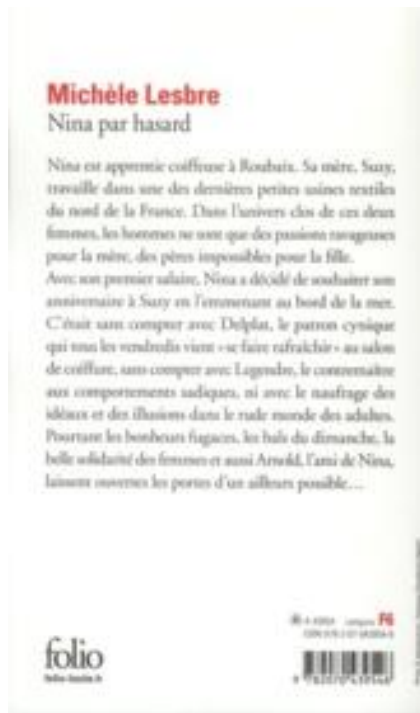 Michèle Lesbre
Nina par hasard
Nina est apprentie coiffeuse à Roubaix. Sa mère, Suzy,
travaille dans une des dernières petites usines textiles
du nord de la France. Dans l'univers clos de ces deux
femmes, les hommes ne sont que des passions ravageuses
pour la mère, des pères impossibles pour la fille.
Avec son premier salaire, Nina a décidé de souhaiter son
anniversaire à Suzy en l'emmenant au bord de la mer.
C'était sans compter avec Delplat, le patron cynique
qui tous les vendredis vient «se faire rafraîchir» au salon
de coiffure, sans compter avec Legendre, le contremaître
aux comportements sadiques, ni avec le naufrage des
idéaux et des illusions dans le rude monde des adultes.
Pourtant les bonheurs fugaces, les bals du dimanche, la
belle solidarité des femmes et aussi Arnold, l'ami de Nina,
laissent ouvertes les portes d'un ailleurs possible…
F6
folio
folio-lesite.fr